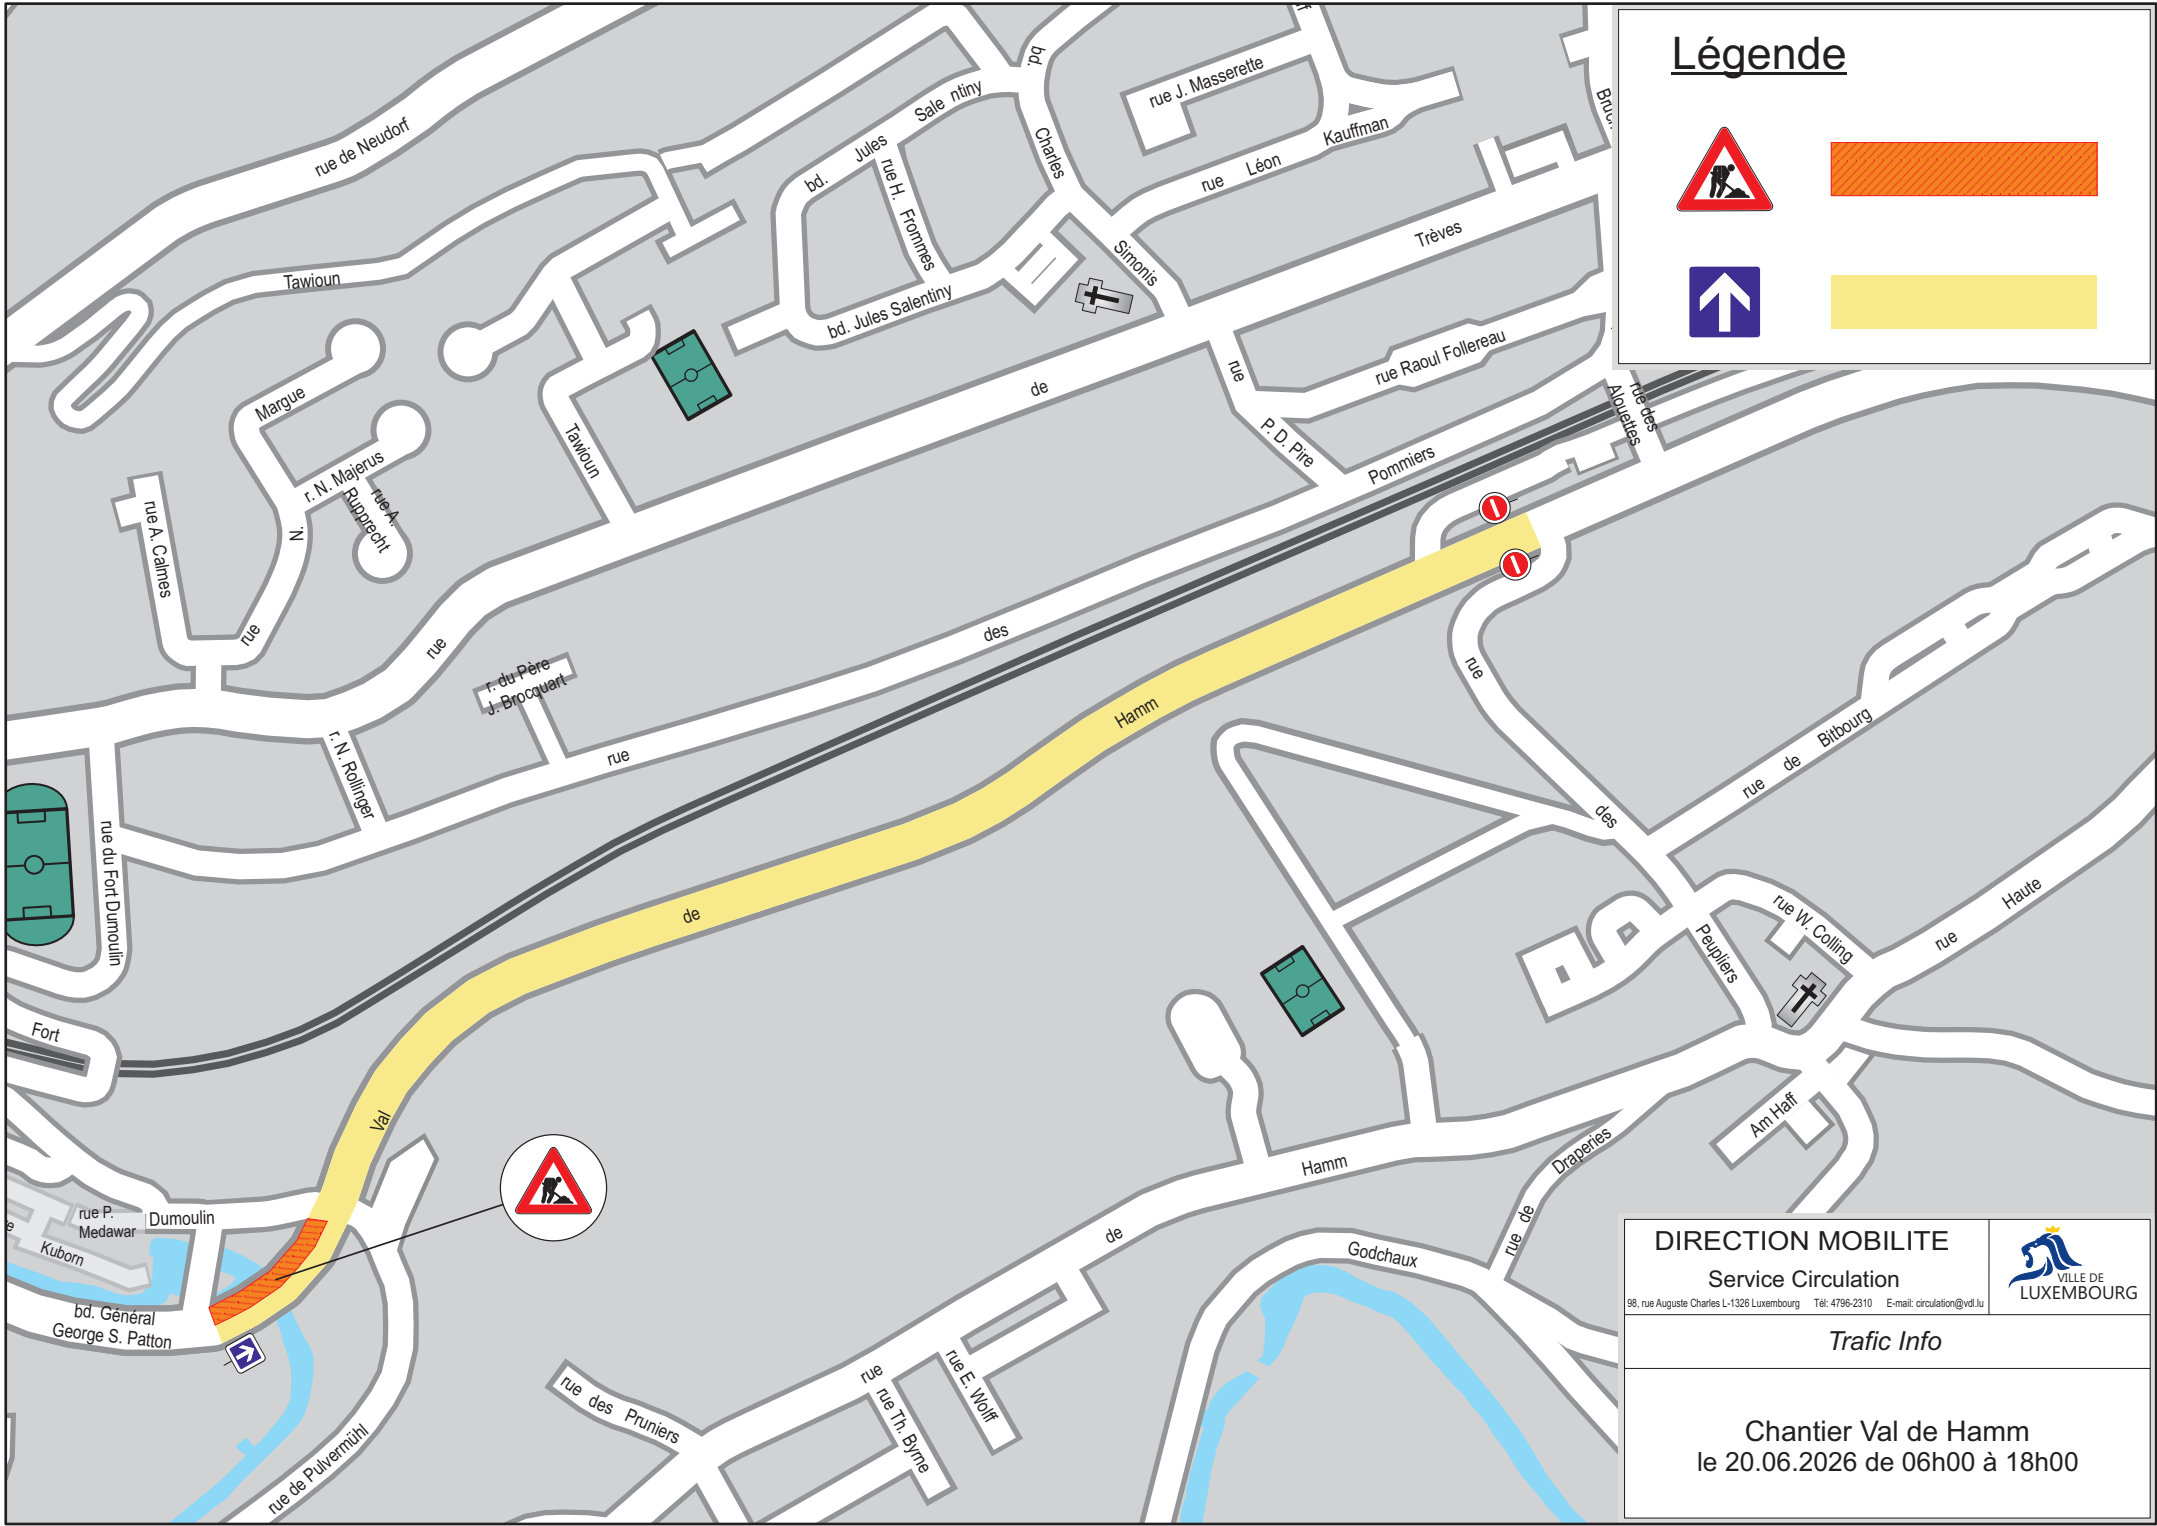 Légende
rue de Neudorf
bd.
Jules
Sale ntiny
bd.
Charles
rue J. Masserette
rue Léon Kauffman
rue H. Frommes
Simonis
Trèves
Tawioun
bd. Jules Salentiny
Margue
de
rue
rue Raoul Follereau
rue des
Alouettes
P. D. Pire
Pommiers
Tawioun
r. N. Majerus
rue A.
Rupprecht
rue A. Calmes
N.
rue
rue
des
r. du Père
J. Brocquart
rue
r. N. Rollinger
Hamm
rue
rue de Bitbourg
des
rue du Fort Dumoulin
de
rue W. Colling
Peupliers
rue
Haute
Fort
Val
Am Haff
Draperies
rue de
Hamm
de
Godchaux
rue P.
Medawar
Dumoulin
Kuborn
bd. Général
George S. Patton
rue
rue E. Wolff
rue Th. Byrne
rue des Pruniers
rue de Pulvermühl
DIRECTION MOBILITE
Service Circulation
98, rue Auguste Charles L-1326 Luxembourg Tél: 4796-2310 E-mail: circulation@vdl.lu
VILLE DE
LUXEMBOURG
Trafic Info
Chantier Val de Hamm
le 20.06.2026 de 06h00 à 18h00